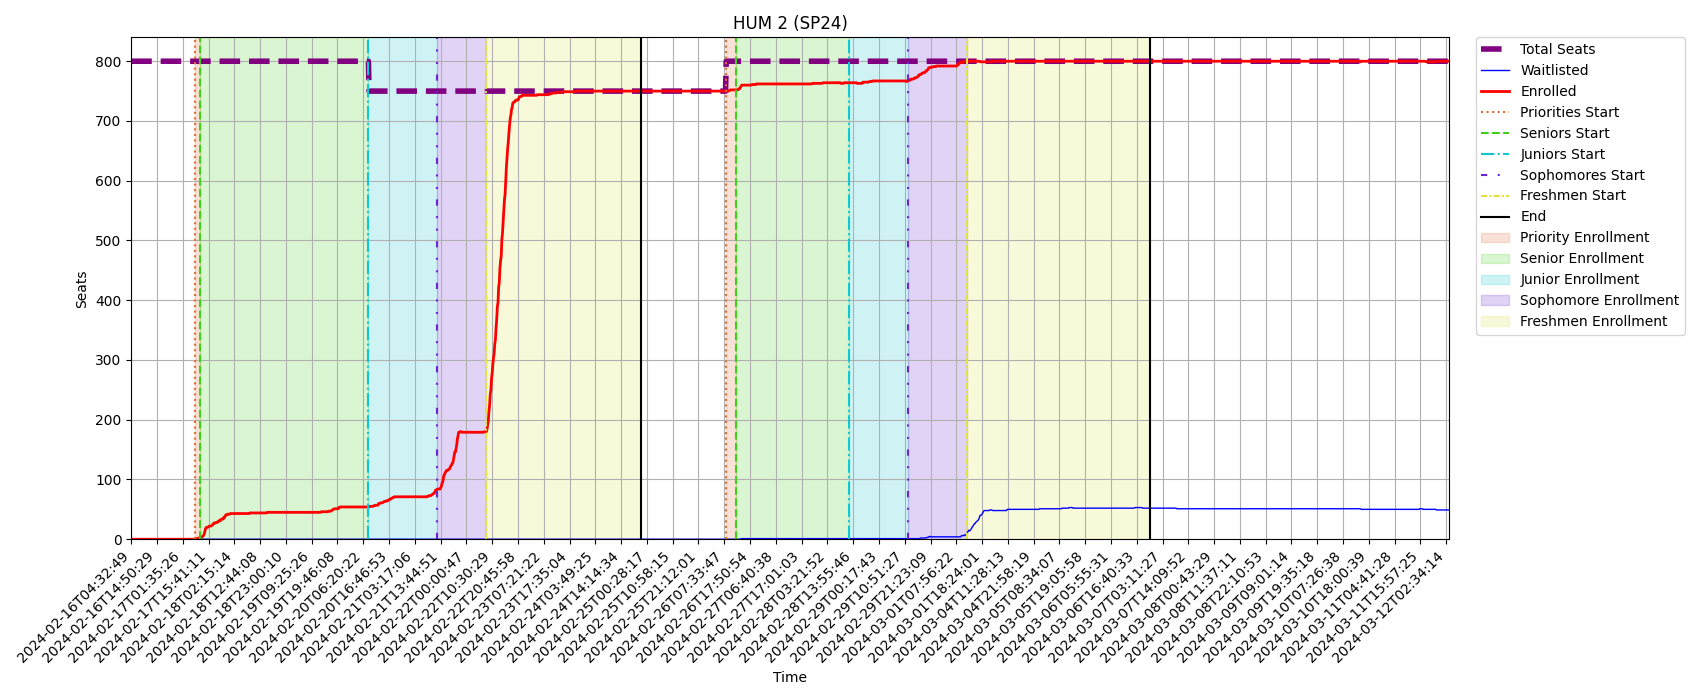 HUM 2 (SP24)
Seats
800
700
600
500
400
300
200
100
0
2024-02-16T04:32:49
2024-02-16T14:50:29
2024-02-17T01:35:26
2024-02-17T15:41:11
2024-02-18T02:15:14
2024-02-18T12:44:08
2024-02-18T23:00:10
2024-02-19T09:25:26
2024-02-19T19:46:08
2024-02-20T06:20:22
2024-02-20T16:46:53
2024-02-21T03:17:06
2024-02-21T13:44:51
2024-02-22T00:00:47
2024-02-22T10:30:29
2024-02-22T20:45:58
2024-02-23T07:21:22
2024-02-23T17:35:04
2024-02-24T03:49:25
2024-02-24T14:14:34
2024-02-25T00:28:17
2024-02-25T10:58:15
2024-02-25T21:12:01
2024-02-26T07:33:47
2024-02-26T17:50:54
2024-02-27T06:40:38
2024-02-27T17:01:03
2024-02-28T03:21:52
2024-02-28T13:55:46
2024-02-29T00:17:43
2024-02-29T10:51:27
2024-02-29T21:23:09
2024-03-01T07:56:22
2024-03-01T18:24:01
2024-03-04T11:28:13
2024-03-04T21:58:19
2024-03-05T08:34:07
2024-03-05T19:05:58
2024-03-06T05:55:31
2024-03-06T16:40:33
2024-03-07T03:11:27
2024-03-07T14:09:52
2024-03-08T00:43:29
2024-03-08T11:37:11
2024-03-08T22:10:53
2024-03-09T09:01:14
2024-03-09T19:35:18
2024-03-10T07:26:38
2024-03-10T18:00:39
2024-03-11T04:41:28
2024-03-11T15:57:25
2024-03-12T02:34:14
Time
Total Seats
Waitlisted
Enrolled
Priorities Start
Seniors Start
Juniors Start
Sophomores Start
Freshmen Start
End
Priority Enrollment
Senior Enrollment
Junior Enrollment
Sophomore Enrollment
Freshmen Enrollment